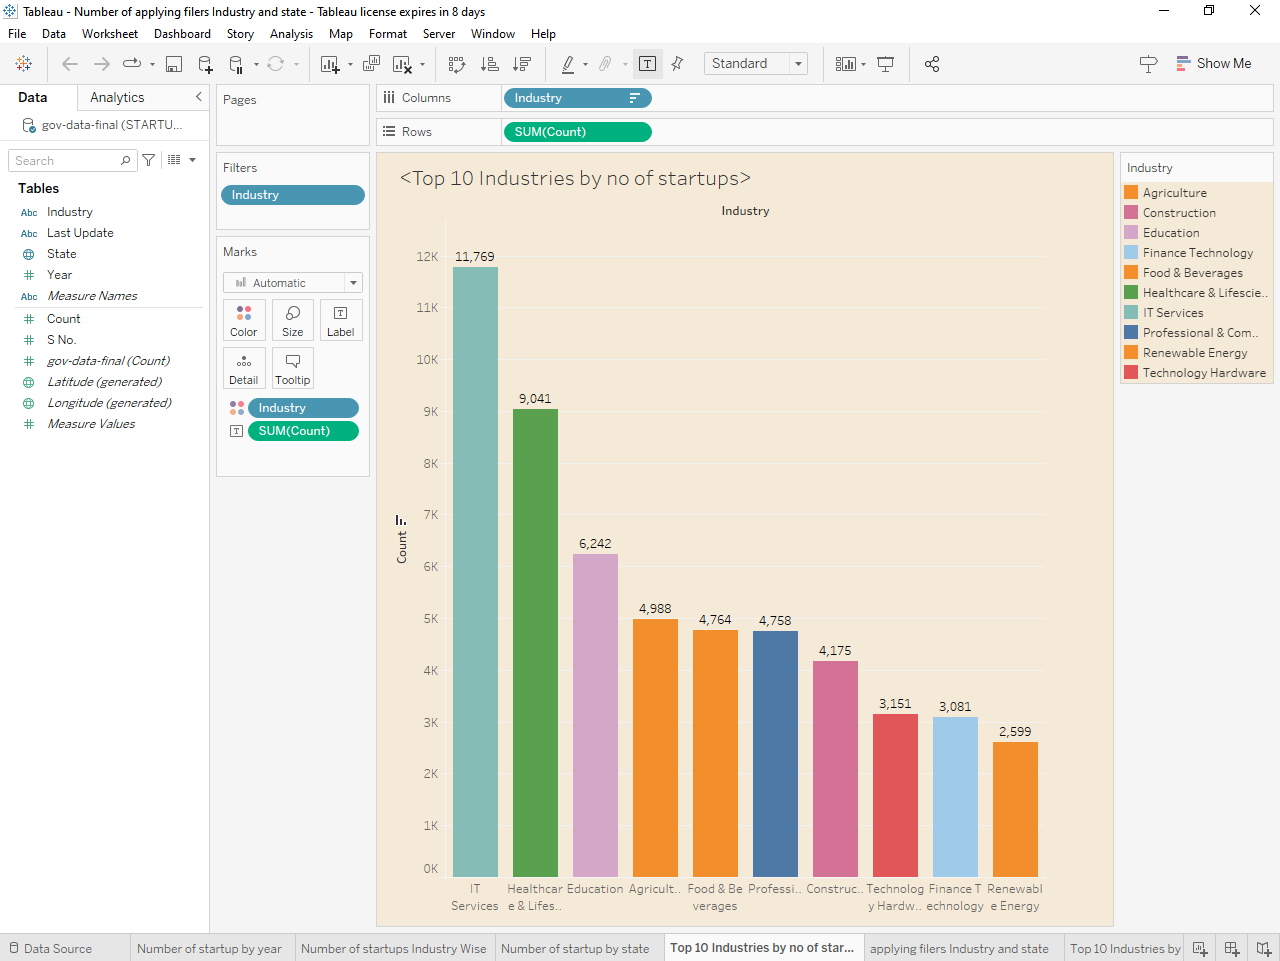 Tableau - Number of applying filers Industry and state - Tableau license expires in 8 days
File Data Worksheet Dashboard Story Analysis Map Format Server Window Help
Standard
Show Me
Data Analytics
gov-data-final (STARTU...
Search
Tables
Abc Industry
Abc Last Update
State
# Year
Abc Measure Names
# Count
# S No.
# gov-data-final (Count)
Latitude (generated)
Longitude (generated)
# Measure Values
Pages
Filters
Industry
Marks
Automatic
Color Size Label
Detail Tooltip
Industry
T SUM(Count)
Columns Industry
Rows SUM(Count)
<Top 10 Industries by no of startups>
Industry
12K
11K
10K
9K
8K
7K
6K
5K
4K
3K
2K
1K
0K
Count
11,769
9,041
6,242
4,988
4,764
4,758
4,175
3,151
3,081
2,599
IT
Services
Healthcar
e & Lifes..
Education
Agricult..
Food & Be
verages
Professi..
Construc..
Technolog
y Hardw..
Finance T
echnology
Renewabl
e Energy
Industry
Agriculture
Construction
Education
Finance Technology
Food & Beverages
Healthcare & Lifescie..
IT Services
Professional & Com..
Renewable Energy
Technology Hardware
Data Source
Number of startup by year
Number of startups Industry Wise
Number of startup by state
Top 10 Industries by no of star...
applying filers Industry and state
Top 10 Industries by